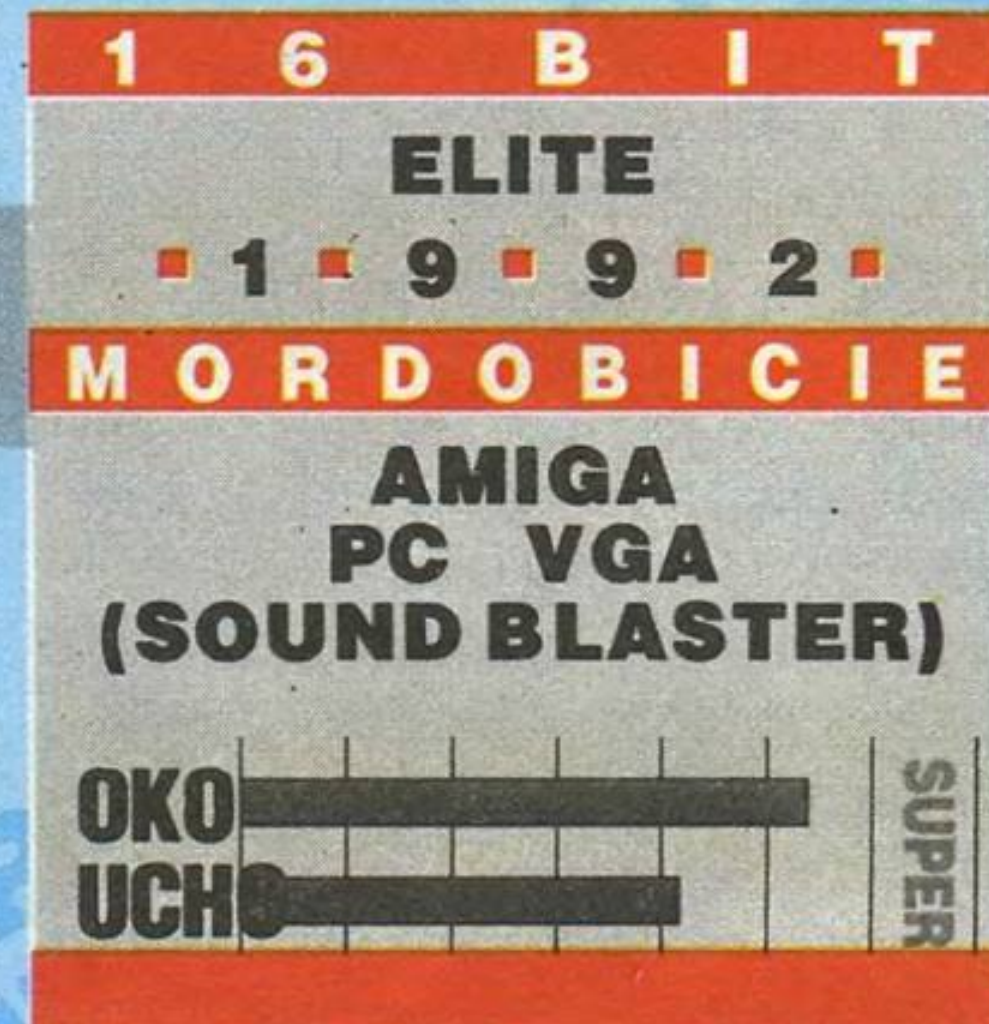 16 BIT
ELITE
1992
MORDOBICIE
AMIGA
PC VGA
(SOUND BLASTER)
OKO
UCHO
SUPER